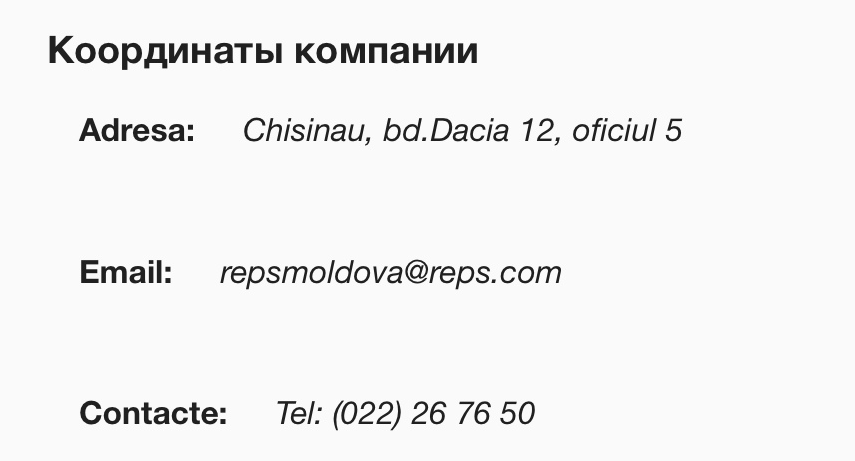 Координаты компании
Adresa: Chisinau, bd.Dacia 12, oficiul 5
Email: repsmoldova@reps.com
Contacte: Tel: (022) 26 76 50